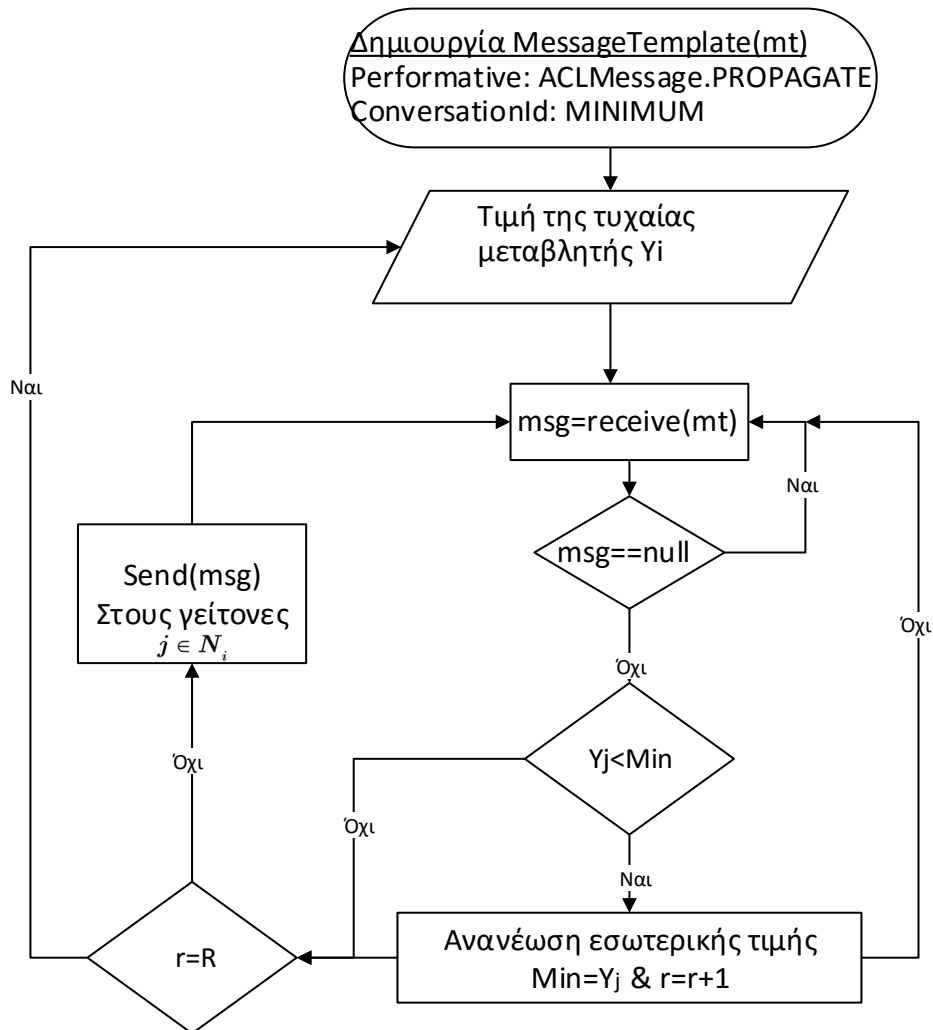 Δημιουργία MessageTemplate(mt)
Performative: ACLMessage.PROPAGATE
ConversationId: MINIMUM
Τιμή της τυχαίας
μεταβλητής Yi
Ναι
msg=receive(mt)
Ναι
msg==null
Send(msg)
Στους γείτονες
j ∈ N_i
Όχι
Όχι
Yj<Min
Όχι
Όχι
Ναι
r=R
Ανανέωση εσωτερικής τιμής
Min=Yj & r=r+1